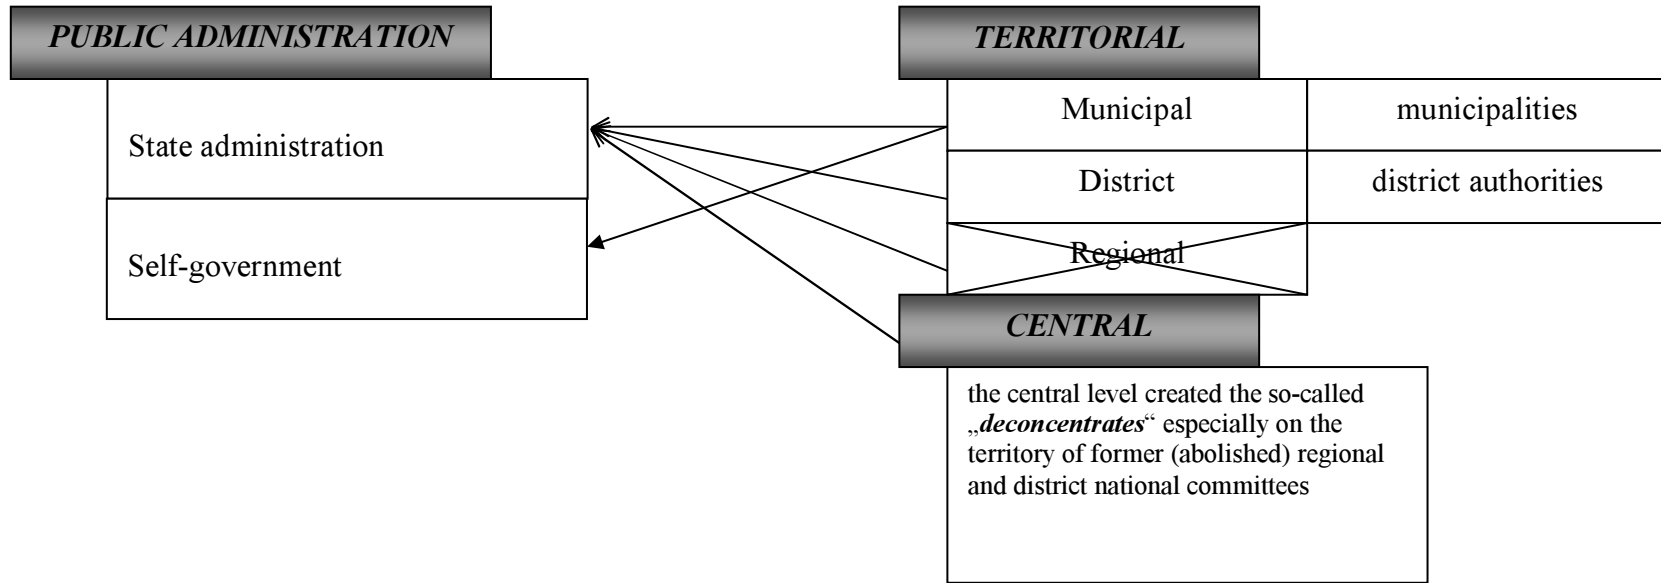 PUBLIC ADMINISTRATION
State administration
Self-government
TERRITORIAL
Municipal
municipalities
District
district authorities
Regional
CENTRAL
the central level created the so-called
„deconcentrates“ especially on the
territory of former (abolished) regional
and district national committees